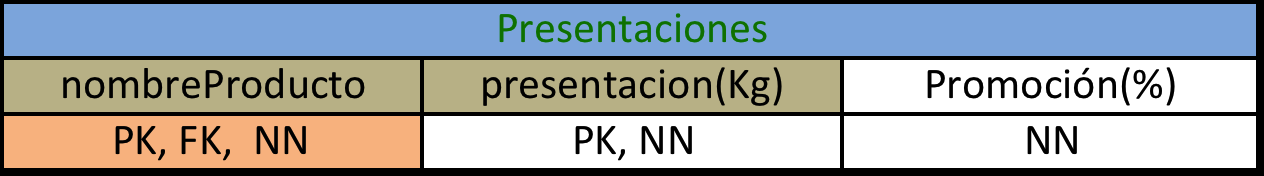 Presentaciones
nombreProducto presentacion(Kg) Promoción(%)
PK, FK, NN PK, NN NN